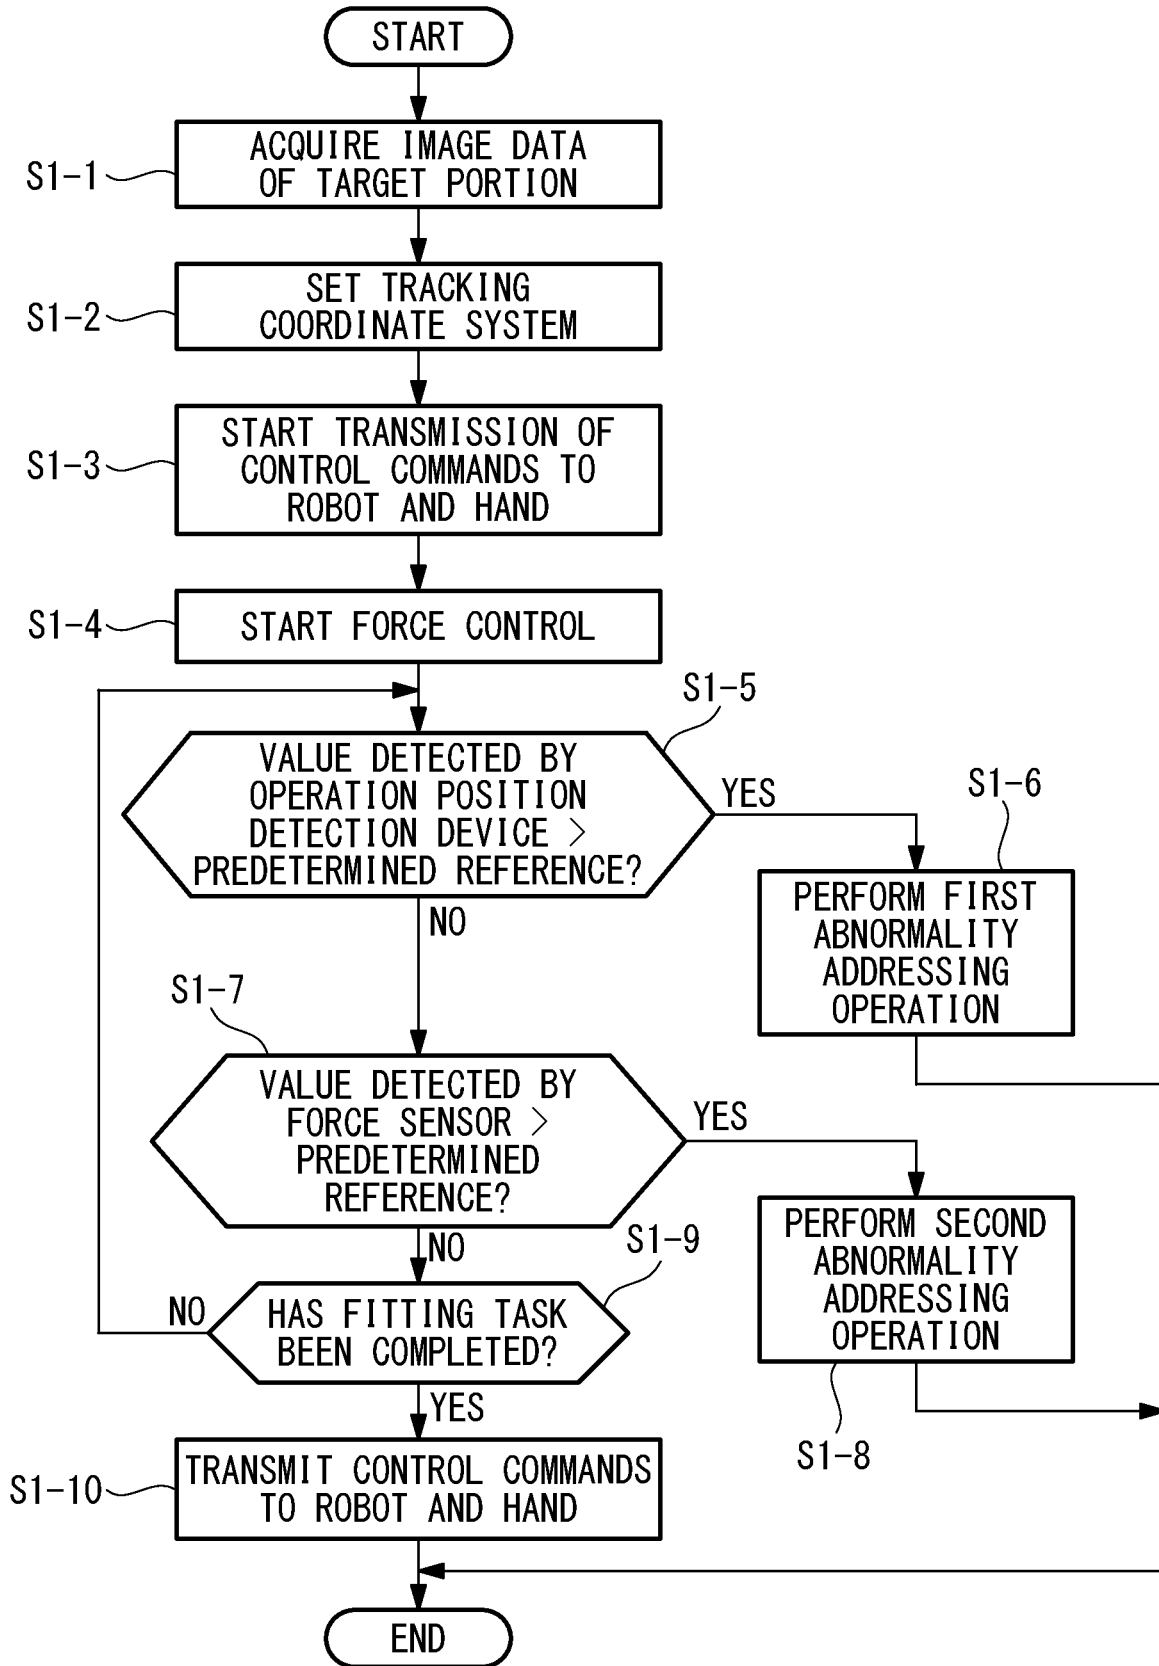 START
S1-1
ACQUIRE IMAGE DATA
OF TARGET PORTION
S1-2
SET TRACKING
COORDINATE SYSTEM
S1-3
START TRANSMISSION OF
CONTROL COMMANDS TO
ROBOT AND HAND
S1-4
START FORCE CONTROL
S1-5
VALUE DETECTED BY
OPERATION POSITION
DETECTION DEVICE >
PREDETERMINED REFERENCE?
YES
NO
S1-6
PERFORM FIRST
ABNORMALITY
ADDRESSING
OPERATION
S1-7
VALUE DETECTED BY
FORCE SENSOR >
PREDETERMINED
REFERENCE?
YES
NO
PERFORM SECOND
ABNORMALITY
ADDRESSING
OPERATION
S1-8
S1-9
HAS FITTING TASK
BEEN COMPLETED?
NO
YES
S1-10
TRANSMIT CONTROL COMMANDS
TO ROBOT AND HAND
END